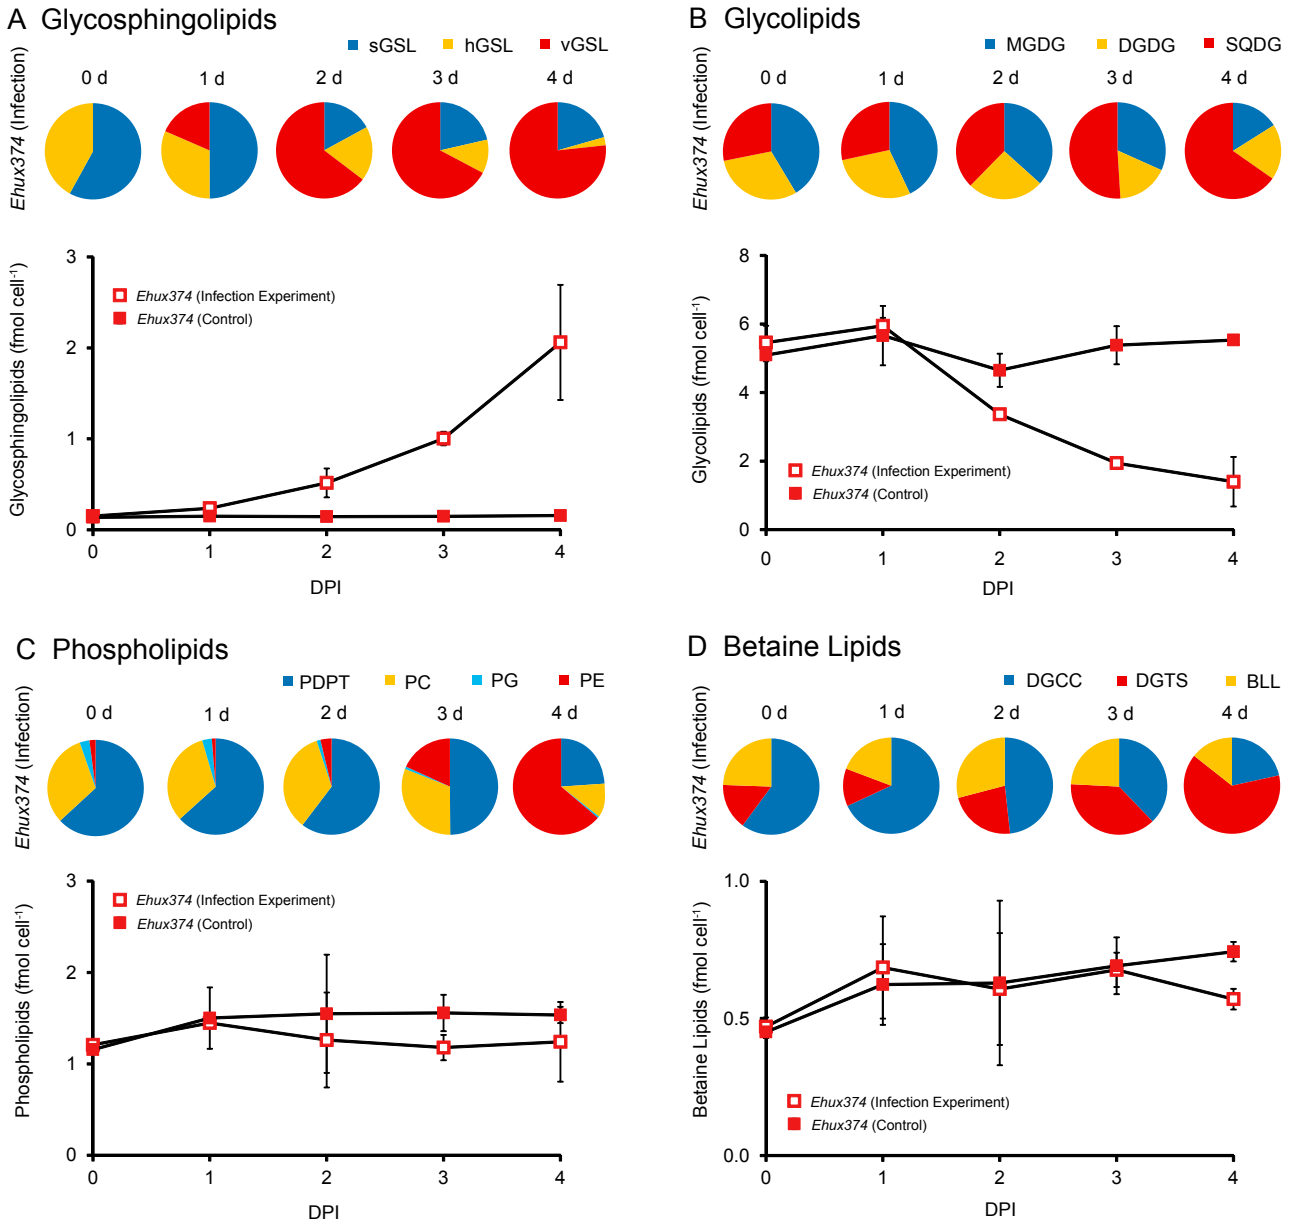 A Glycosphingolipids
sGSL hGSL vGSL
Ehux374 (Infection)
0 d 1 d 2 d 3 d 4 d
Glycosphingolipids (fmol cell-1)
3
2
1
0
Ehux374 (Infection Experiment)
Ehux374 (Control)
0 1 2 3 4
DPI
B Glycolipids
MGDG DGDG SQDG
Ehux374 (Infection)
0 d 1 d 2 d 3 d 4 d
Glycolipids (fmol cell-1)
8
6
4
2
0
Ehux374 (Infection Experiment)
Ehux374 (Control)
0 1 2 3 4
DPI
C Phospholipids
PDPT PC PG PE
Ehux374 (Infection)
0 d 1 d 2 d 3 d 4 d
Phospholipids (fmol cell-1)
3
2
1
0
Ehux374 (Infection Experiment)
Ehux374 (Control)
0 1 2 3 4
DPI
D Betaine Lipids
DGCC DGTS BLL
Ehux374 (Infection)
0 d 1 d 2 d 3 d 4 d
Betaine Lipids (fmol cell-1)
1.0
0.5
0.0
Ehux374 (Infection Experiment)
Ehux374 (Control)
0 1 2 3 4
DPI